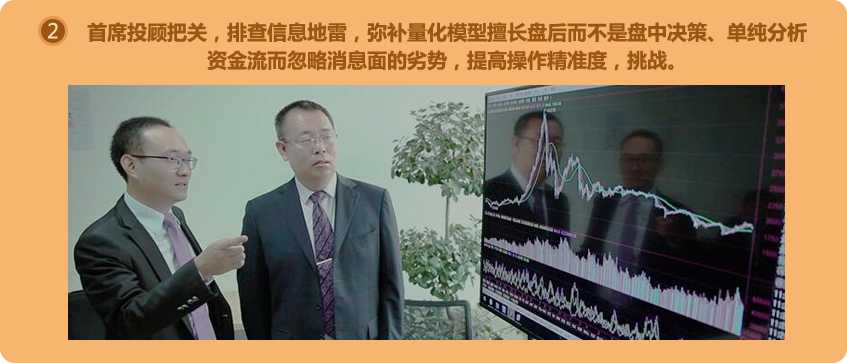 2 首席投顾把关，排查信息地雷，弥补量化模型擅长盘后而不是盘中决策、单纯分析
资金流而忽略消息面的劣势，提高操作精准度，挑战。